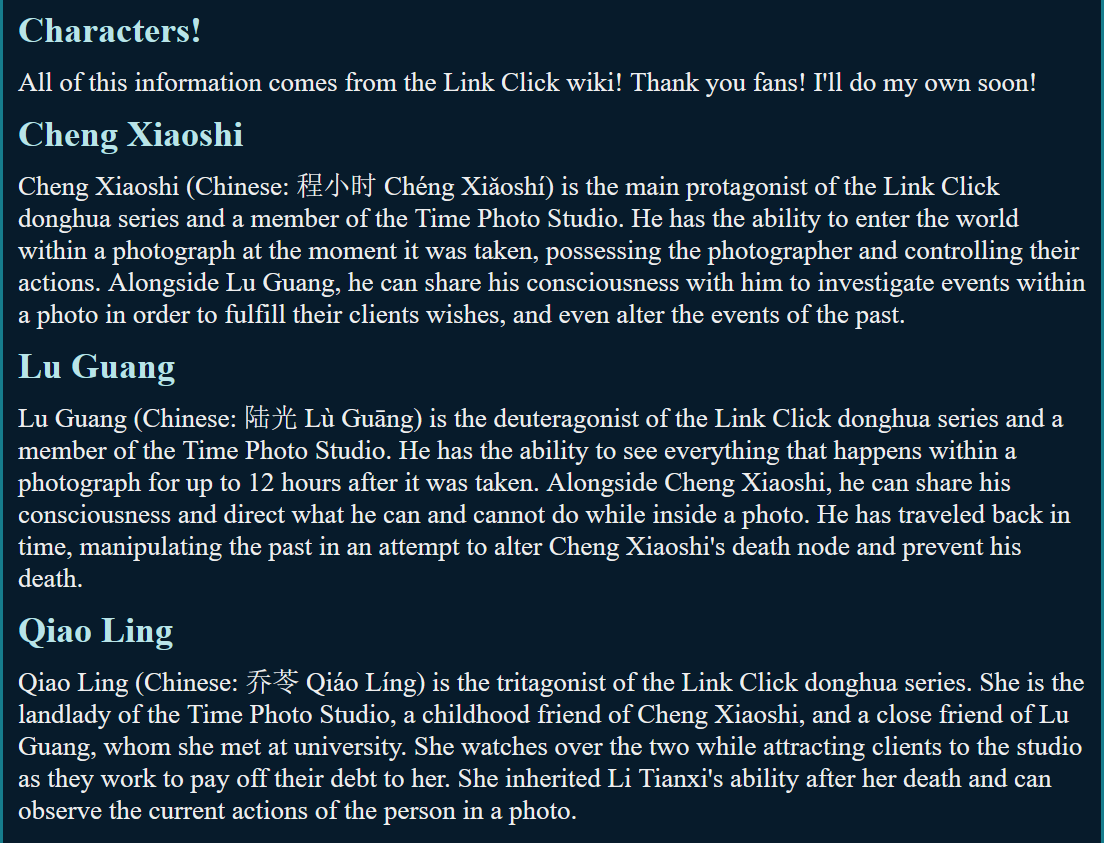 Characters!
All of this information comes from the Link Click wiki! Thank you fans! I'll do my own soon!
Cheng Xiaoshi
Cheng Xiaoshi (Chinese: 程小时 Chéng Xiǎoshí) is the main protagonist of the Link Click
donghua series and a member of the Time Photo Studio. He has the ability to enter the world
within a photograph at the moment it was taken, possessing the photographer and controlling their
actions. Alongside Lu Guang, he can share his consciousness with him to investigate events within
a photo in order to fulfill their clients wishes, and even alter the events of the past.
Lu Guang
Lu Guang (Chinese: 陆光 Lù Guāng) is the deuteragonist of the Link Click donghua series and a
member of the Time Photo Studio. He has the ability to see everything that happens within a
photograph for up to 12 hours after it was taken. Alongside Cheng Xiaoshi, he can share his
consciousness and direct what he can and cannot do while inside a photo. He has traveled back in
time, manipulating the past in an attempt to alter Cheng Xiaoshi's death node and prevent his
death.
Qiao Ling
Qiao Ling (Chinese: 乔苓 Qiáo Líng) is the tritagonist of the Link Click donghua series. She is the
landlady of the Time Photo Studio, a childhood friend of Cheng Xiaoshi, and a close friend of Lu
Guang, whom she met at university. She watches over the two while attracting clients to the studio
as they work to pay off their debt to her. She inherited Li Tianxi's ability after her death and can
observe the current actions of the person in a photo.